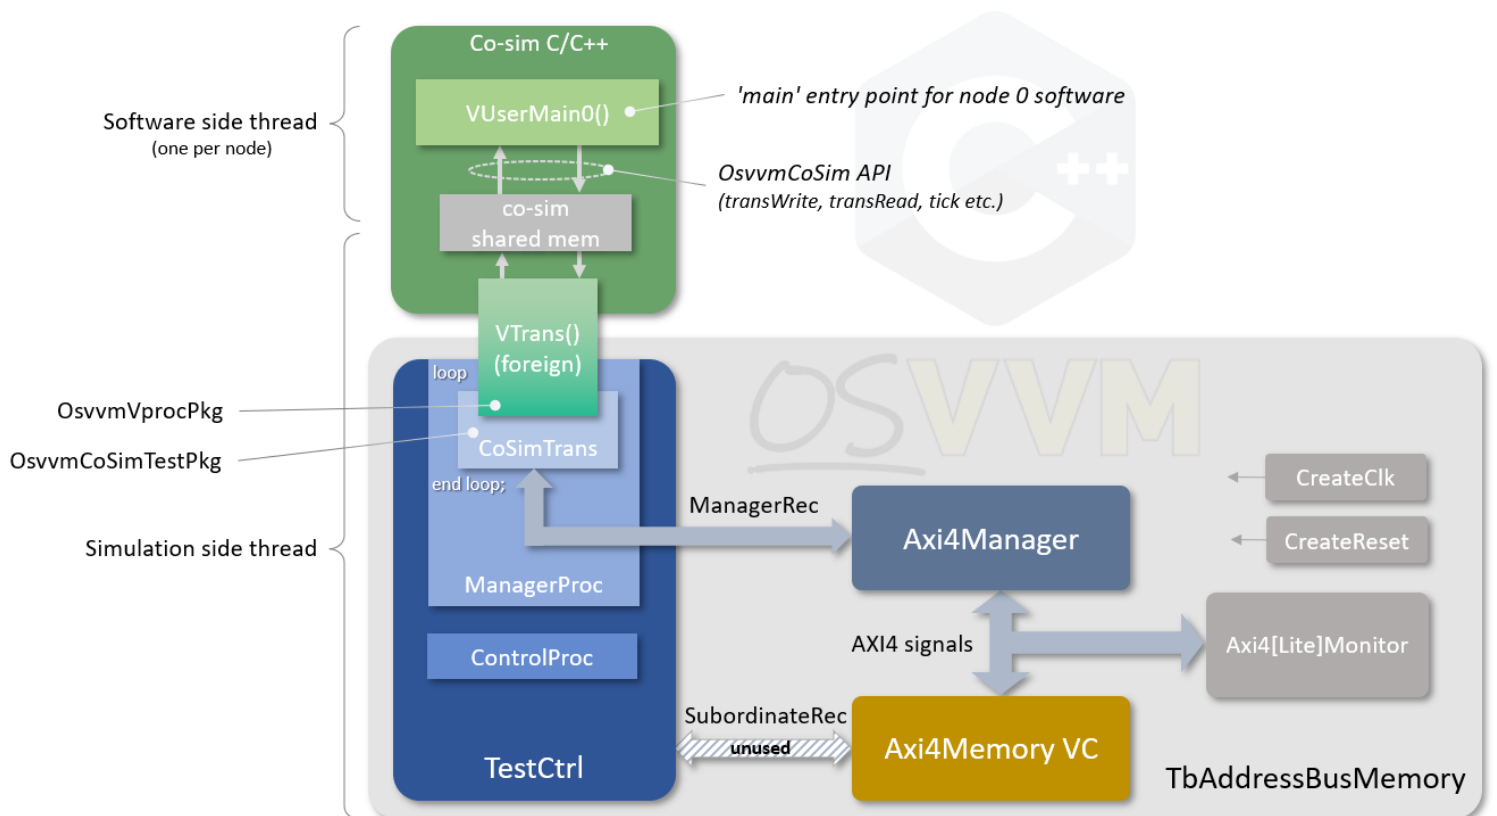 Co-sim C/C++
VUserMain0()
'main' entry point for node 0 software
Software side thread
(one per node)
OsvvmCoSim API
(transWrite, transRead, tick etc.)
++
co-sim
shared mem
VTrans()
(foreign)
loop
OSVVM
OsvvmVprocPkg
OsvvmCoSimTestPkg
CoSimTrans
end loop;
ManagerRec
CreateClk
Axi4Manager
CreateReset
Simulation side thread
ManagerProc
AXI4 signals
Axi4[Lite]Monitor
ControlProc
SubordinateRec
unused
Axi4Memory VC
TestCtrl
TbAddressBusMemory